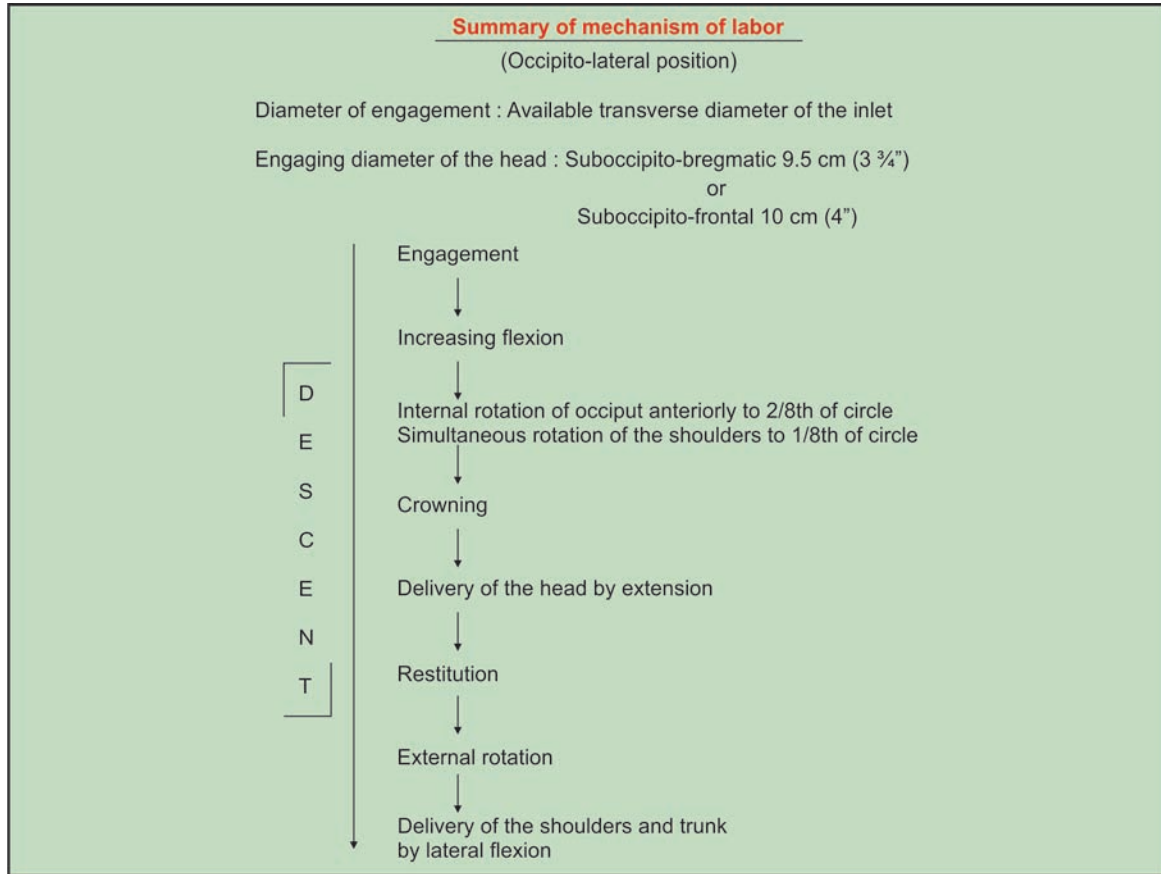 Summary of mechanism of labor
(Occipito-lateral position)
Diameter of engagement : Available transverse diameter of the inlet
Engaging diameter of the head : Suboccipito-bregmatic 9.5 cm (3 ¾”)
or
Suboccipito-frontal 10 cm (4”)
Engagement
Increasing flexion
Internal rotation of occiput anteriorly to 2/8th of circle
Simultaneous rotation of the shoulders to 1/8th of circle
Crowning
Delivery of the head by extension
Restitution
External rotation
Delivery of the shoulders and trunk
by lateral flexion
D
E
S
C
E
N
T